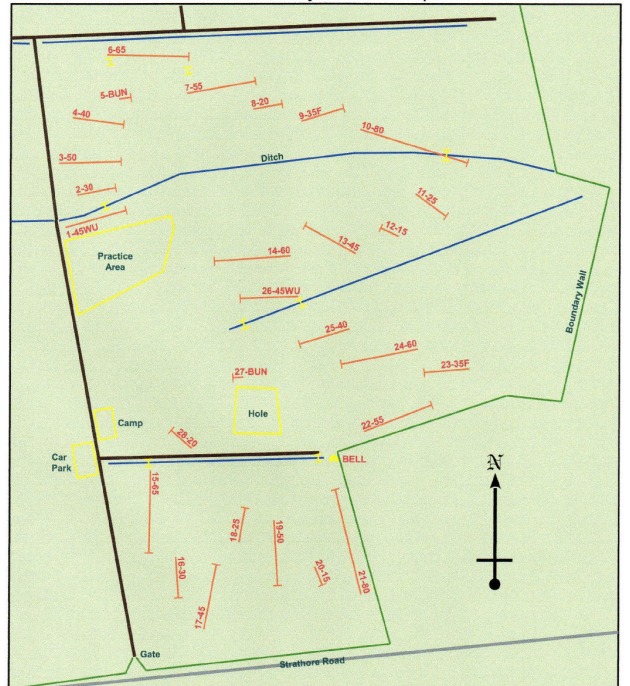 6-65
5-BUN
7-55
8-20
9-35F
4-40
10-80
3-50
Ditch
2-30
11-25
1-45WU
12-15
13-45
14-60
Practice
Area
26-45WU
Boundary Wall
25-40
24-60
23-35F
27-BUN
Hole
Camp
28-20
22-55
Car
Park
BELL
N
15-65
18-25
19-50
16-30
20-15
21-80
17-45
Gate
Strathore Road